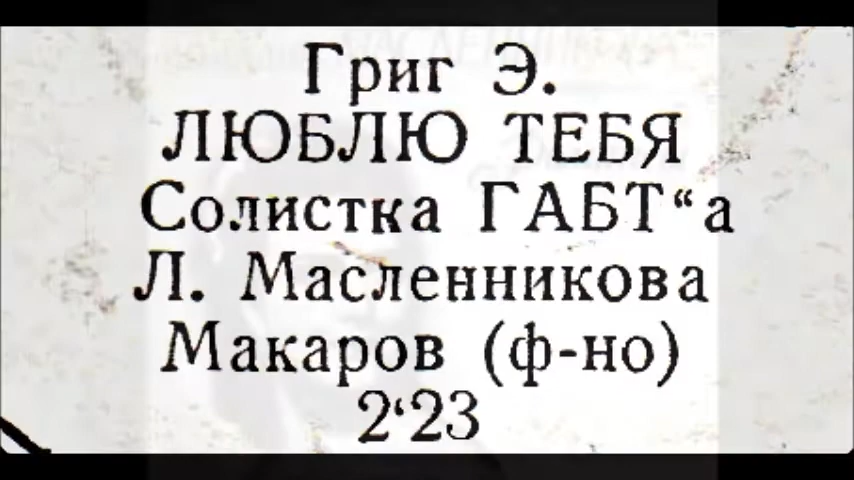 Григ Э.
ЛЮБЛЮ ТЕБЯ
Солистка ГАБТ“а
Л. Масленникова
Макаров (ф-но)
2‘23